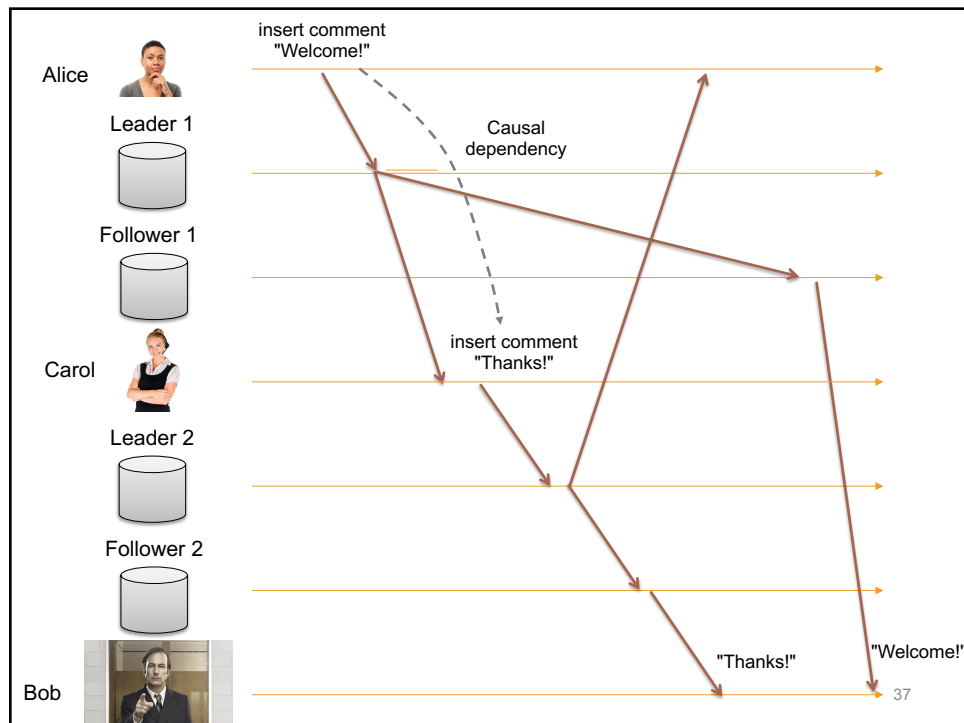 insert comment
"Welcome!"
Alice
Leader 1
Causal
dependency
Follower 1
insert comment
"Thanks!"
Carol
Leader 2
Follower 2
"Thanks!"
"Welcome!"
Bob
37